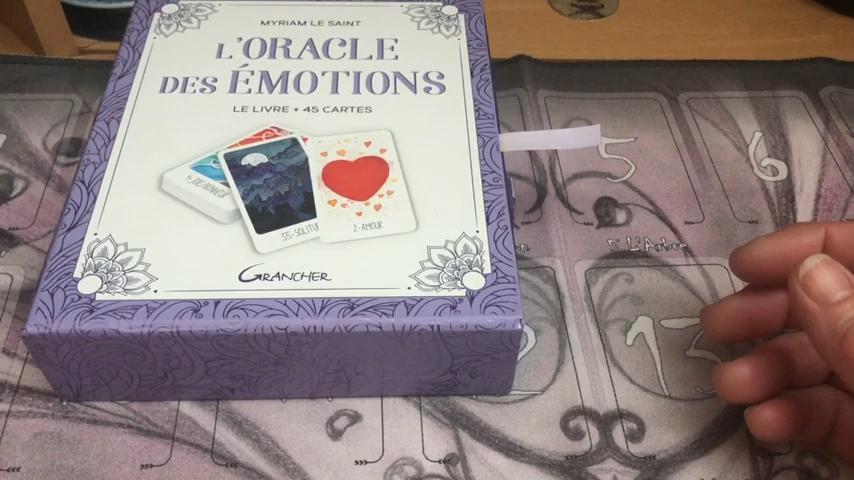 MYRIAM LE SAINT
L'ORACLE
DES ÉMOTIONS
LE LIVRE + 45 CARTES
35-SOLITU
2-AMOUR
GRANCHER
5
6
5 L'Arbre
13